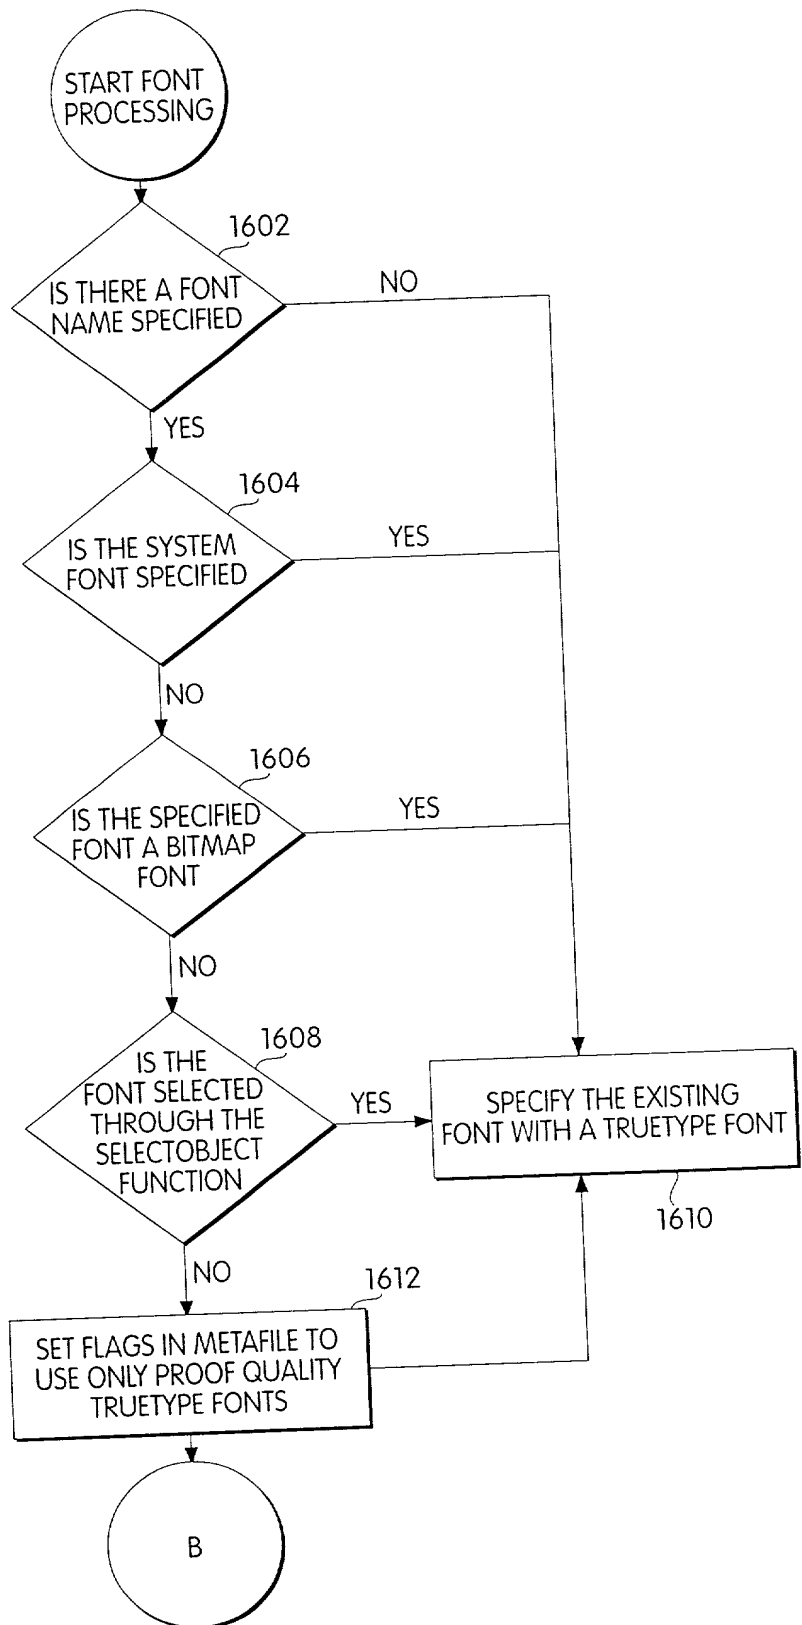 START FONT
PROCESSING
1602
IS THERE A FONT
NAME SPECIFIED
NO
YES
1604
IS THE SYSTEM
FONT SPECIFIED
YES
NO
1606
IS THE SPECIFIED
FONT A BITMAP
FONT
YES
NO
1608
IS THE
FONT SELECTED
THROUGH THE
SELECTOBJECT
FUNCTION
YES
SPECIFY THE EXISTING
FONT WITH A TRUETYPE FONT
1610
NO
1612
SET FLAGS IN METAFILE TO
USE ONLY PROOF QUALITY
TRUETYPE FONTS
B